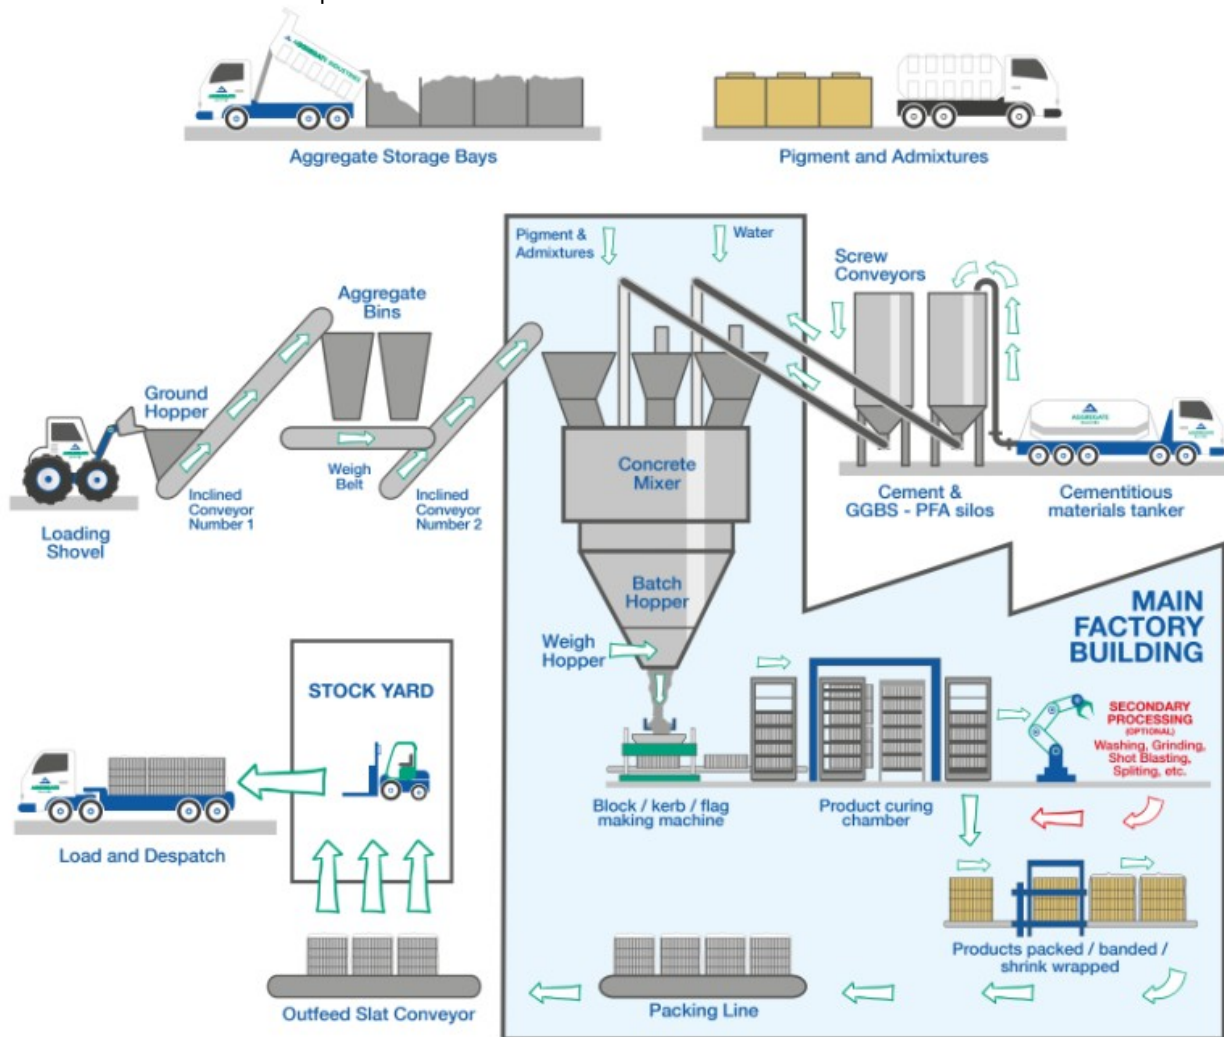 AGGREGATE INDUSTRIES
Aggregate Storage Bays
Pigment and Admixtures
Pigment &
Admixtures
Water
Screw
Conveyors
Aggregate
Bins
Ground
Hopper
AGGREGATE
Concrete
Mixer
Weigh
Belt
Inclined
Conveyor
Number 1
Inclined
Conveyor
Number 2
Cement &
GGBS - PFA silos
Cementitious
materials tanker
Loading
Shovel
Batch
Hopper
MAIN
FACTORY
BUILDING
Weigh
Hopper
STOCK YARD
SECONDARY
PROCESSING
(OPTIONAL)
Washing, Grinding,
Shot Blasting,
Spliting, etc.
Block / kerb / flag
making machine
Product curing
chamber
Load and Despatch
Products packed / banded /
shrink wrapped
Outfeed Slat Conveyor
Packing Line